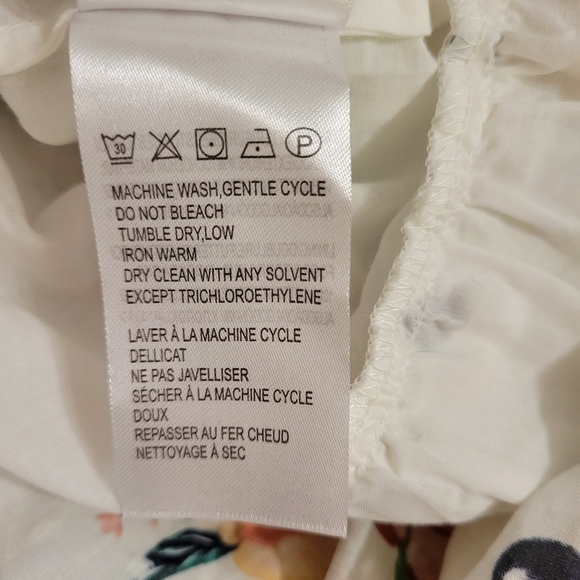 30 P
MACHINE WASH,GENTLE CYCLE
DO NOT BLEACH
TUMBLE DRY,LOW
IRON WARM
DRY CLEAN WITH ANY SOLVENT
EXCEPT TRICHLOROETHYLENE
LAVER À LA MACHINE CYCLE
DELLICAT
NE PAS JAVELLISER
SÉCHER À LA MACHINE CYCLE
DOUX
REPASSER AU FER CHEUD
NETTOYAGE À SEC